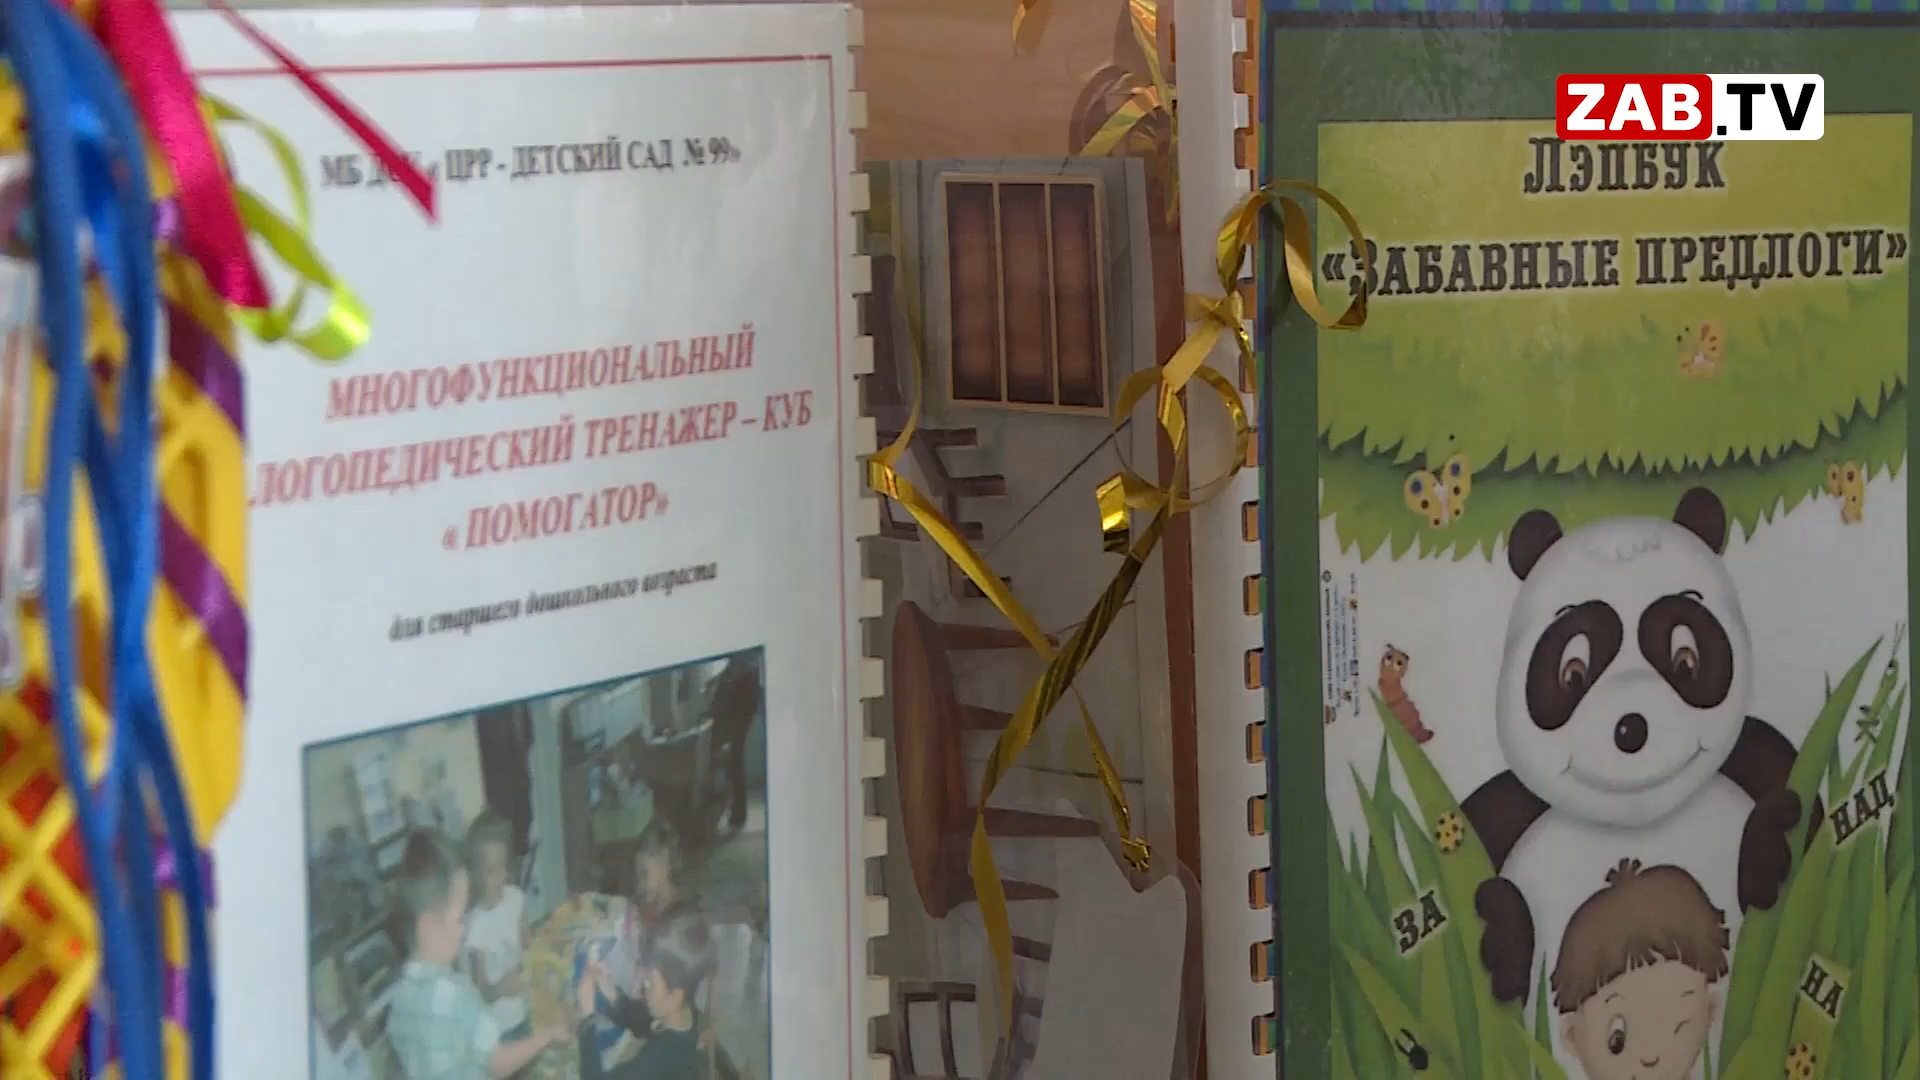 ZAB.TV
МБ ДОУ « ЦРР - ДЕТСКИЙ САД № 99»
МНОГОФУНКЦИОНАЛЬНЫЙ
ЛОГОПЕДИЧЕСКИЙ ТРЕНАЖЕР – КУБ
« ПОМОГАТОР»
для старшего дошкольного возраста
ЛЭПБУК
«ЗАБАВНЫЕ ПРЕДЛОГИ»
НАД
ЗА
НА